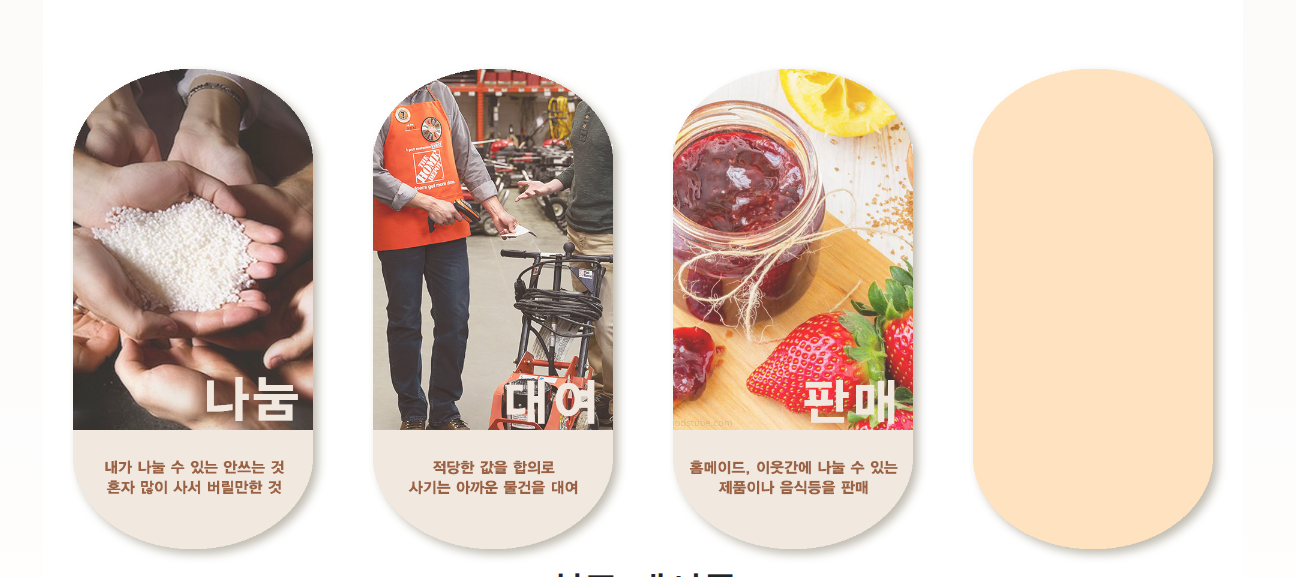 THE
HOME
DEPOT
나눔
대여
판매
내가 나눌 수 있는 안쓰는 것
혼자 많이 사서 버릴만한 것
적당한 값을 합의로
사기는 아까운 물건을 대여
홈메이드, 이웃간에 나눌 수 있는
제품이나 음식등을 판매